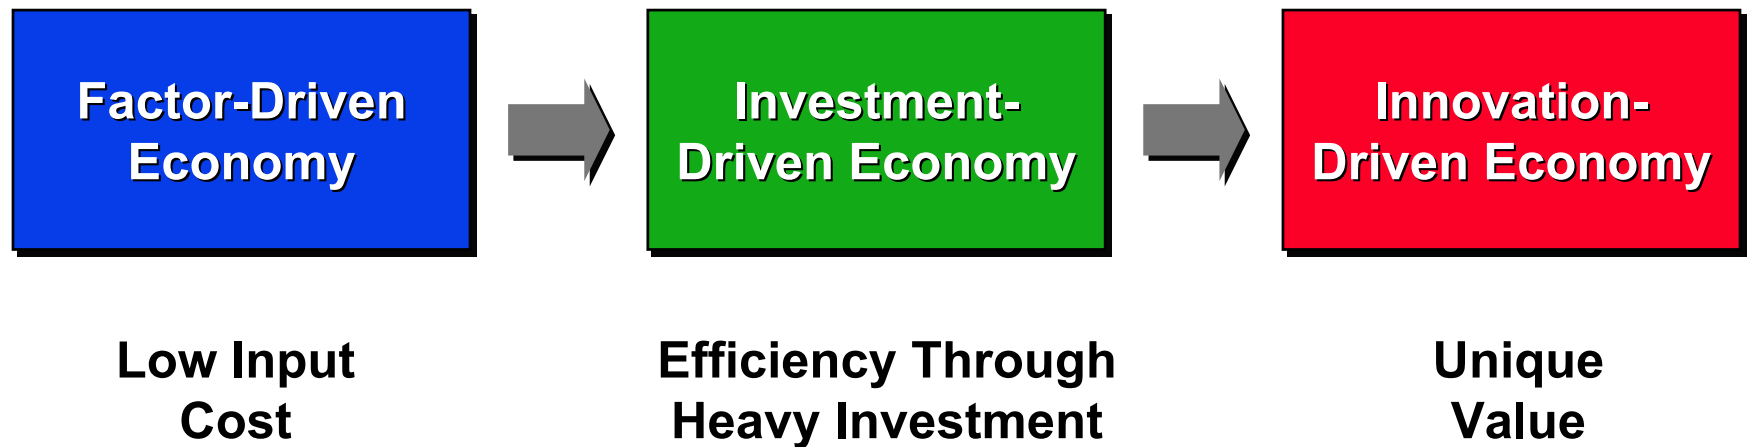 Factor-Driven
Economy
Investment-
Driven Economy
Innovation-
Driven Economy
Low Input
Cost
Efficiency Through
Heavy Investment
Unique
Value